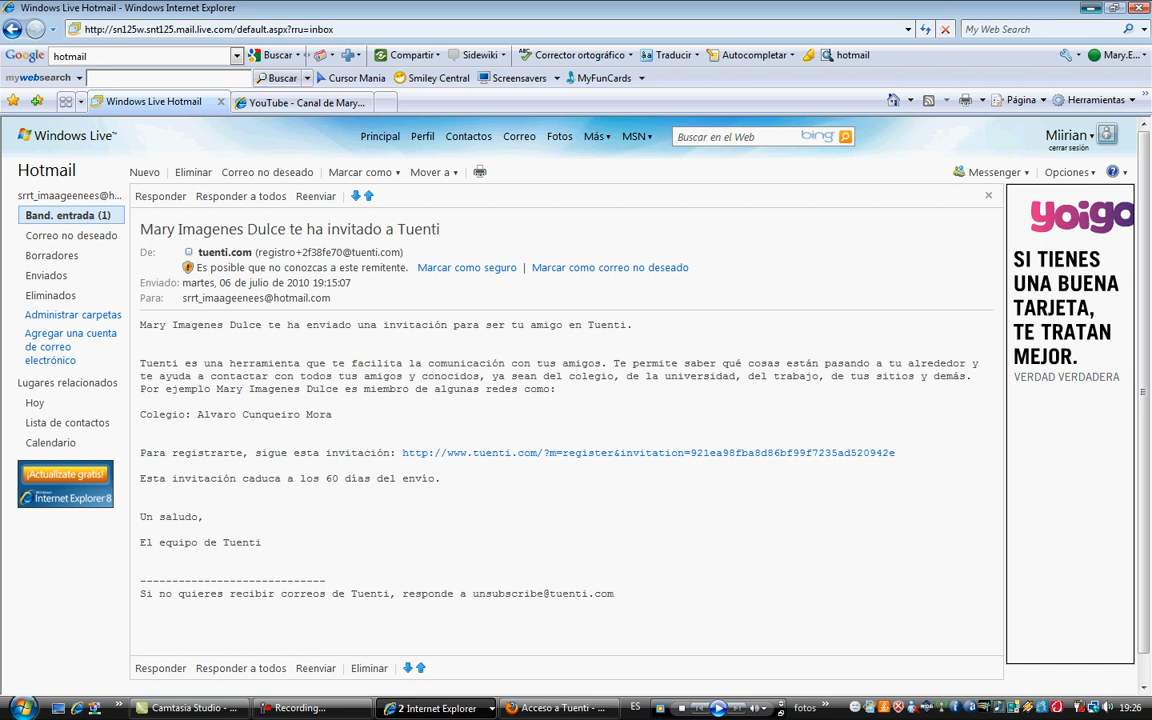 Windows Live Hotmail - Windows Internet Explorer
http://sn125w.snt125.mail.live.com/default.aspx?rru=inbox
My Web Search
Google hotmail Buscar Compartir Sidewiki Corrector ortográfico Traducir Autocompletar hotmail Mary.E...
mywebsearch Buscar Cursor Mania Smiley Central Screensavers MyFunCards
Windows Live Hotmail YouTube - Canal de Mary... Página Herramientas
Windows Live™ Principal Perfil Contactos Correo Fotos Más MSN Buscar en el Web bing Miirian
cerrar sesión
Hotmail
Nuevo Eliminar Correo no deseado Marcar como Mover a Messenger Opciones
srrt_imaageenees@h...
Band. entrada (1)
Correo no deseado
Borradores
Enviados
Eliminados
Administrar carpetas
Agregar una cuenta
de correo
electrónico
Lugares relacionados
Hoy
Lista de contactos
Calendario
¡Actualízate gratis!
Windows
Internet Explorer 8
Responder Responder a todos Reenviar
Mary Imagenes Dulce te ha invitado a Tuenti
De: tuenti.com (registro+2f38fe70@tuenti.com)
Es posible que no conozcas a este remitente. Marcar como seguro | Marcar como correo no deseado
Enviado: martes, 06 de julio de 2010 19:15:07
Para: srrt_imaageenees@hotmail.com
Mary Imagenes Dulce te ha enviado una invitación para ser tu amigo en Tuenti.
Tuenti es una herramienta que te facilita la comunicación con tus amigos. Te permite saber qué cosas están pasando a tu alrededor y
te ayuda a contactar con todos tus amigos y conocidos, ya sean del colegio, de la universidad, del trabajo, de tus sitios y demás.
Por ejemplo Mary Imagenes Dulce es miembro de algunas redes como:
Colegio: Alvaro Cunqueiro Mora
Para registrarte, sigue esta invitación: http://www.tuenti.com/?m=register&invitation=921ea98fba8d86bf99f7235ad520942e
Esta invitación caduca a los 60 días del envío.
Un saludo,
El equipo de Tuenti
-----------------------------
Si no quieres recibir correos de Tuenti, responde a unsubscribe@tuenti.com
Responder Responder a todos Reenviar Eliminar
yoigo
SI TIENES
UNA BUENA
TARJETA,
TE TRATAN
MEJOR.
VERDAD VERDADERA
Camtasia Studio - ... Recording... 2 Internet Explorer Acceso a Tuenti - ... ES fotos 19:26